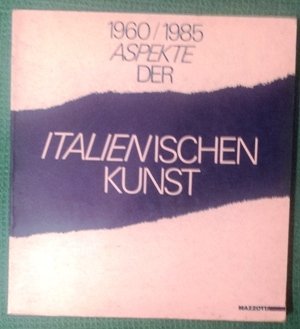 1960/1985
ASPEKTE
DER
ITALIENISCHEN
KUNST
MAZZOTTA